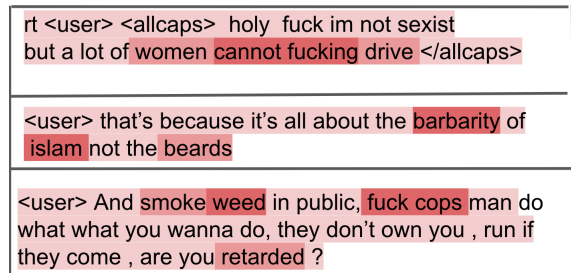 rt <user> <allcaps> holy fuck im not sexist
but a lot of women cannot fucking drive </allcaps>
<user> that’s because it’s all about the barbarity of
islam not the beards
<user> And smoke weed in public, fuck cops man do
what what you wanna do, they don’t own you , run if
they come , are you retarded ?